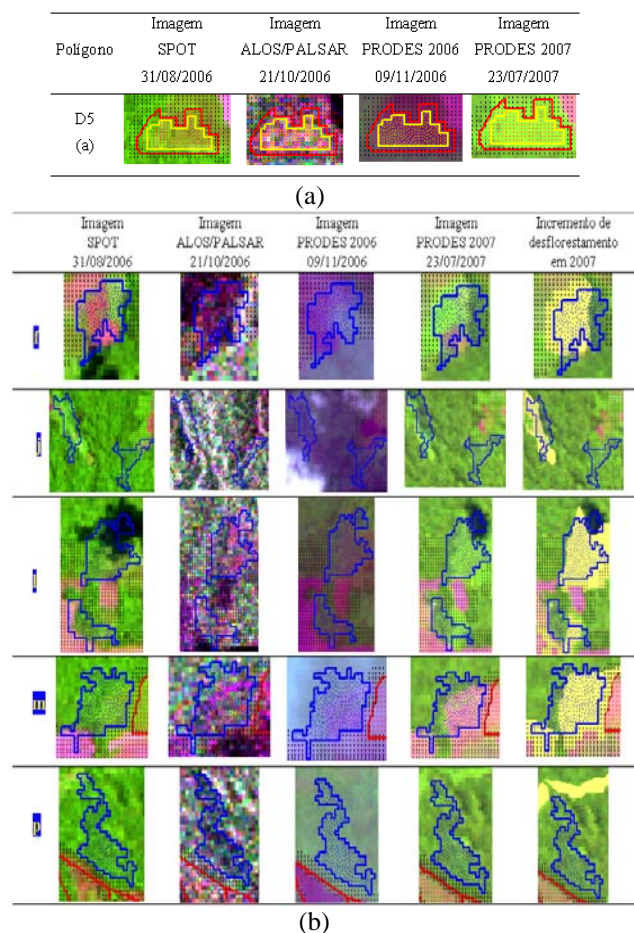 Polígono
Imagem
SPOT
31/08/2006
Imagem
ALOS/PALSAR
21/10/2006
Imagem
PRODES 2006
09/11/2006
Imagem
PRODES 2007
23/07/2007
D5
(a)
(a)
Imagem
SPOT
31/08/2006
Imagem
ALOS/PALSAR
21/10/2006
Imagem
PRODES 2006
09/11/2006
Imagem
PRODES 2007
23/07/2007
Incremento de
desflorestamento
em 2007
j
l
m
p
(b)